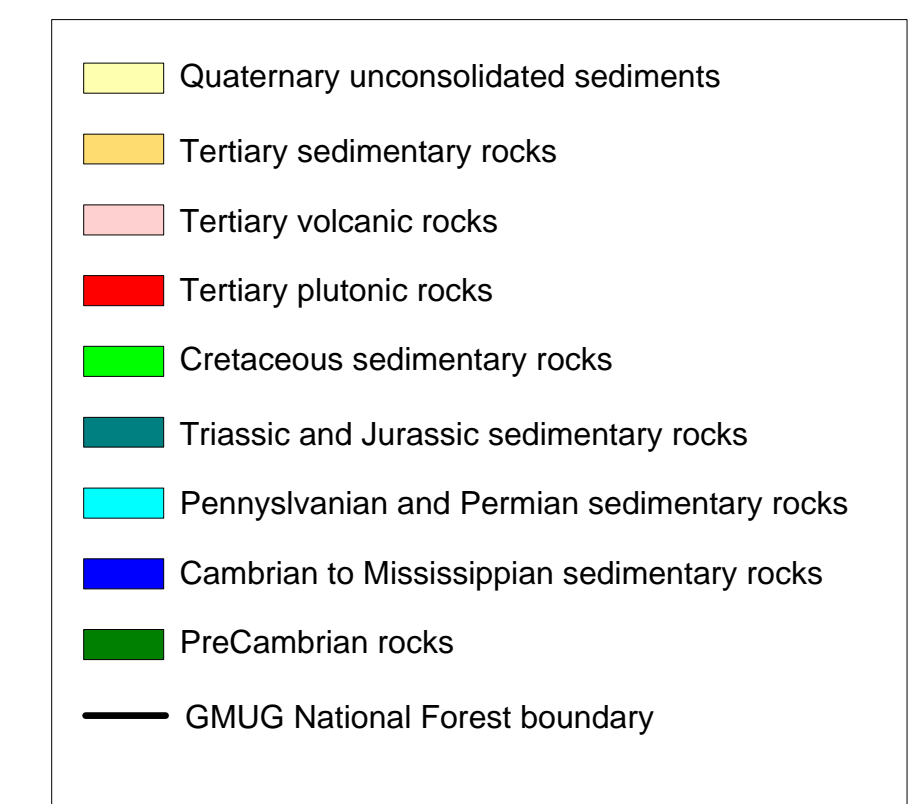 Quaternary unconsolidated sediments
Tertiary sedimentary rocks
Tertiary volcanic rocks
Tertiary plutonic rocks
Cretaceous sedimentary rocks
Triassic and Jurassic sedimentary rocks
Pennyslvanian and Permian sedimentary rocks
Cambrian to Mississippian sedimentary rocks
PreCambrian rocks
GMUG National Forest boundary